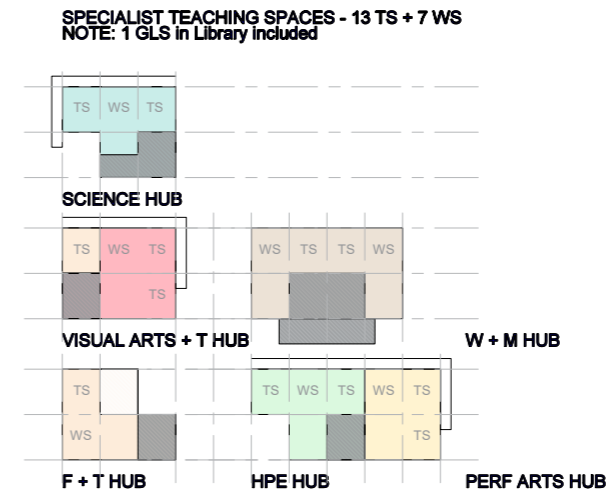 SPECIALIST TEACHING SPACES - 13 TS + 7 WS
NOTE: 1 GLS in Library included
TS WS TS
SCIENCE HUB
TS WS TS
TS
WS TS TS WS
VISUAL ARTS + T HUB
W + M HUB
TS
WS
TS WS TS WS TS
TS
F + T HUB
HPE HUB
PERF ARTS HUB